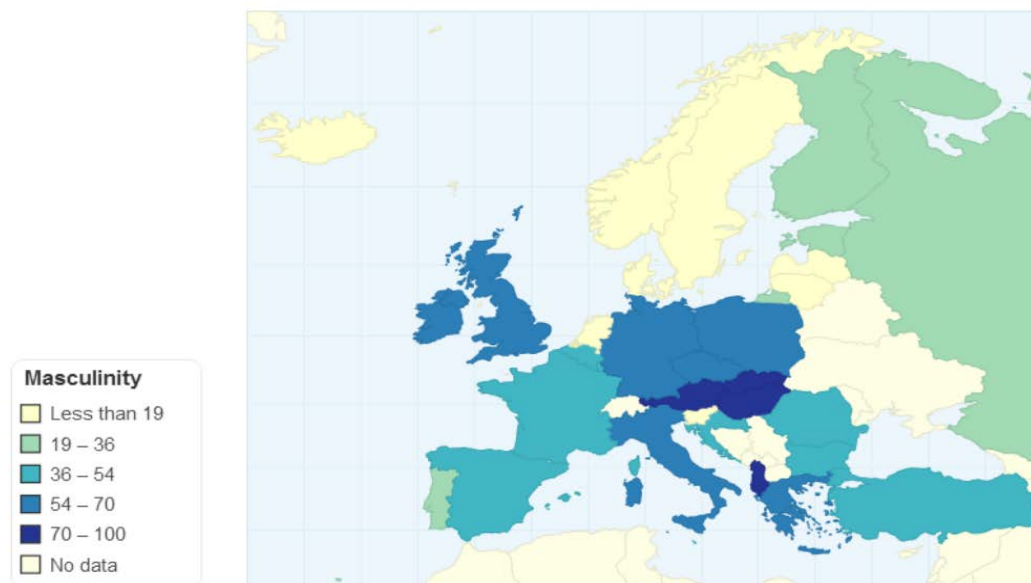 Masculinity
Less than 19
19 – 36
36 – 54
54 – 70
70 – 100
No data